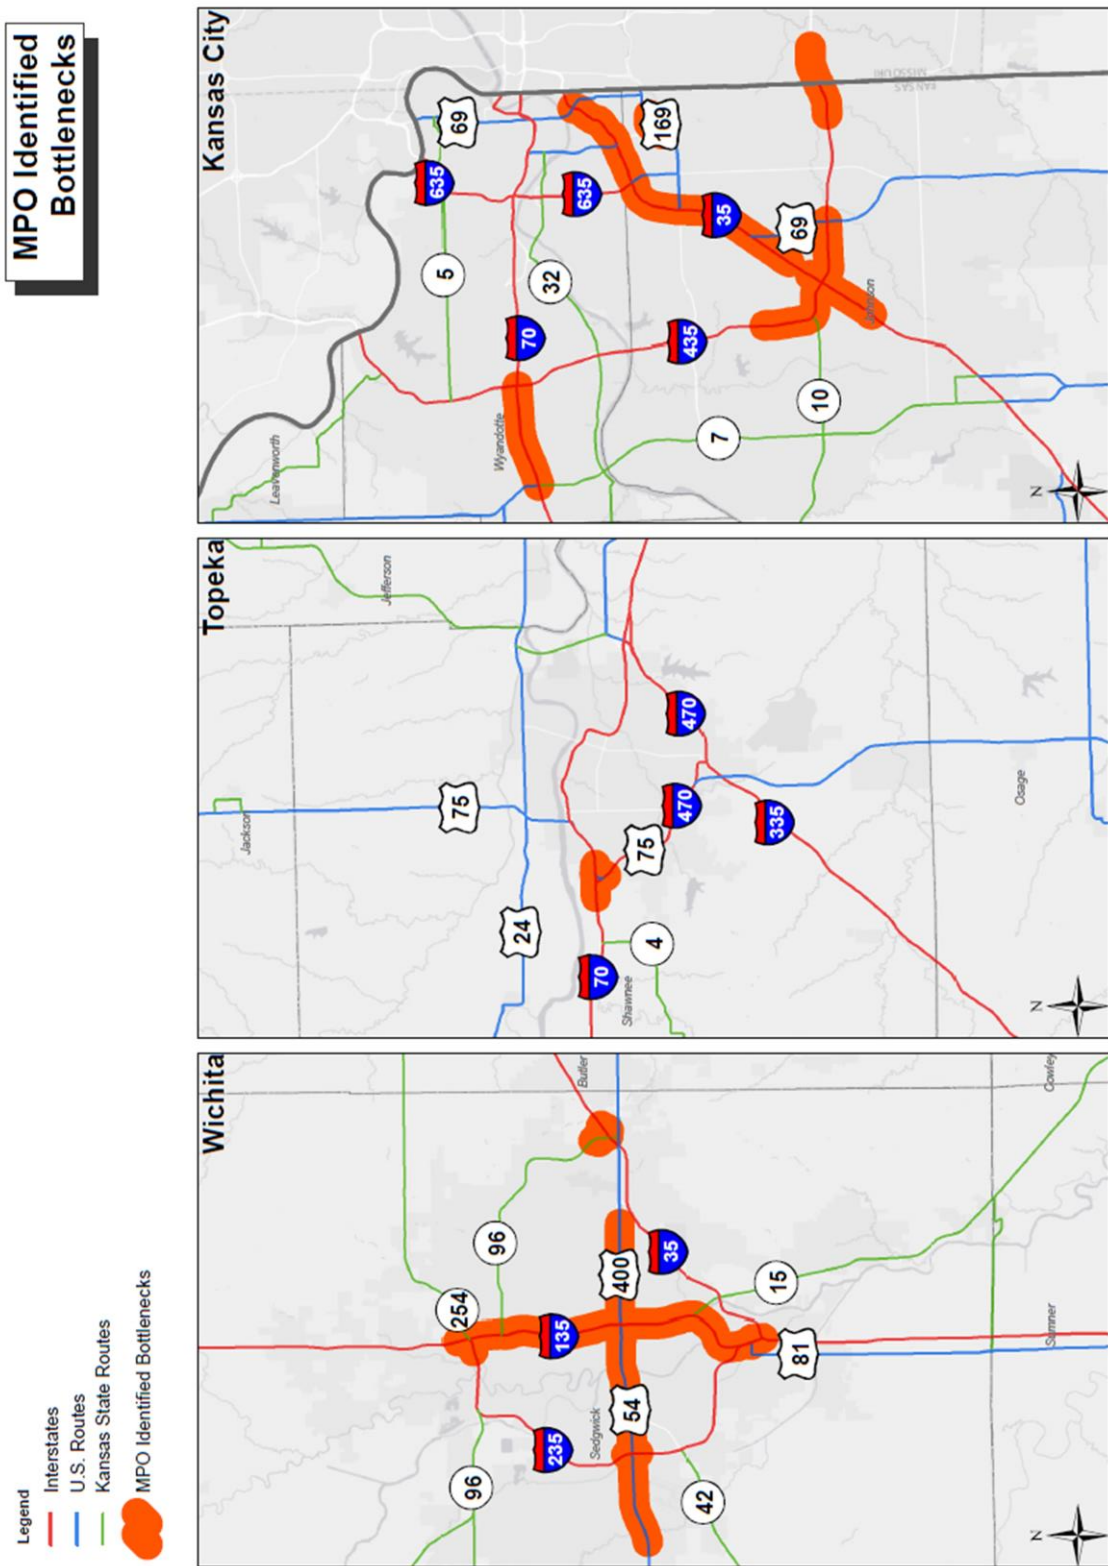 MPO Identified
Bottlenecks
Legend
Interstates
U.S. Routes
Kansas State Routes
MPO Identified Bottlenecks
Wichita
254
96
96
135
235
400
54
35
42
15
81
Sedgwick
Butler
Sumner
Cowley
N
Topeka
Jackson
Jefferson
75
24
70
4
75
470
470
335
Shawnee
Osage
N
Kansas City
Leavenworth
Wyandotte
Johnson
MISSOURI
KANSAS
69
635
5
635
32
70
169
35
69
435
7
10
N